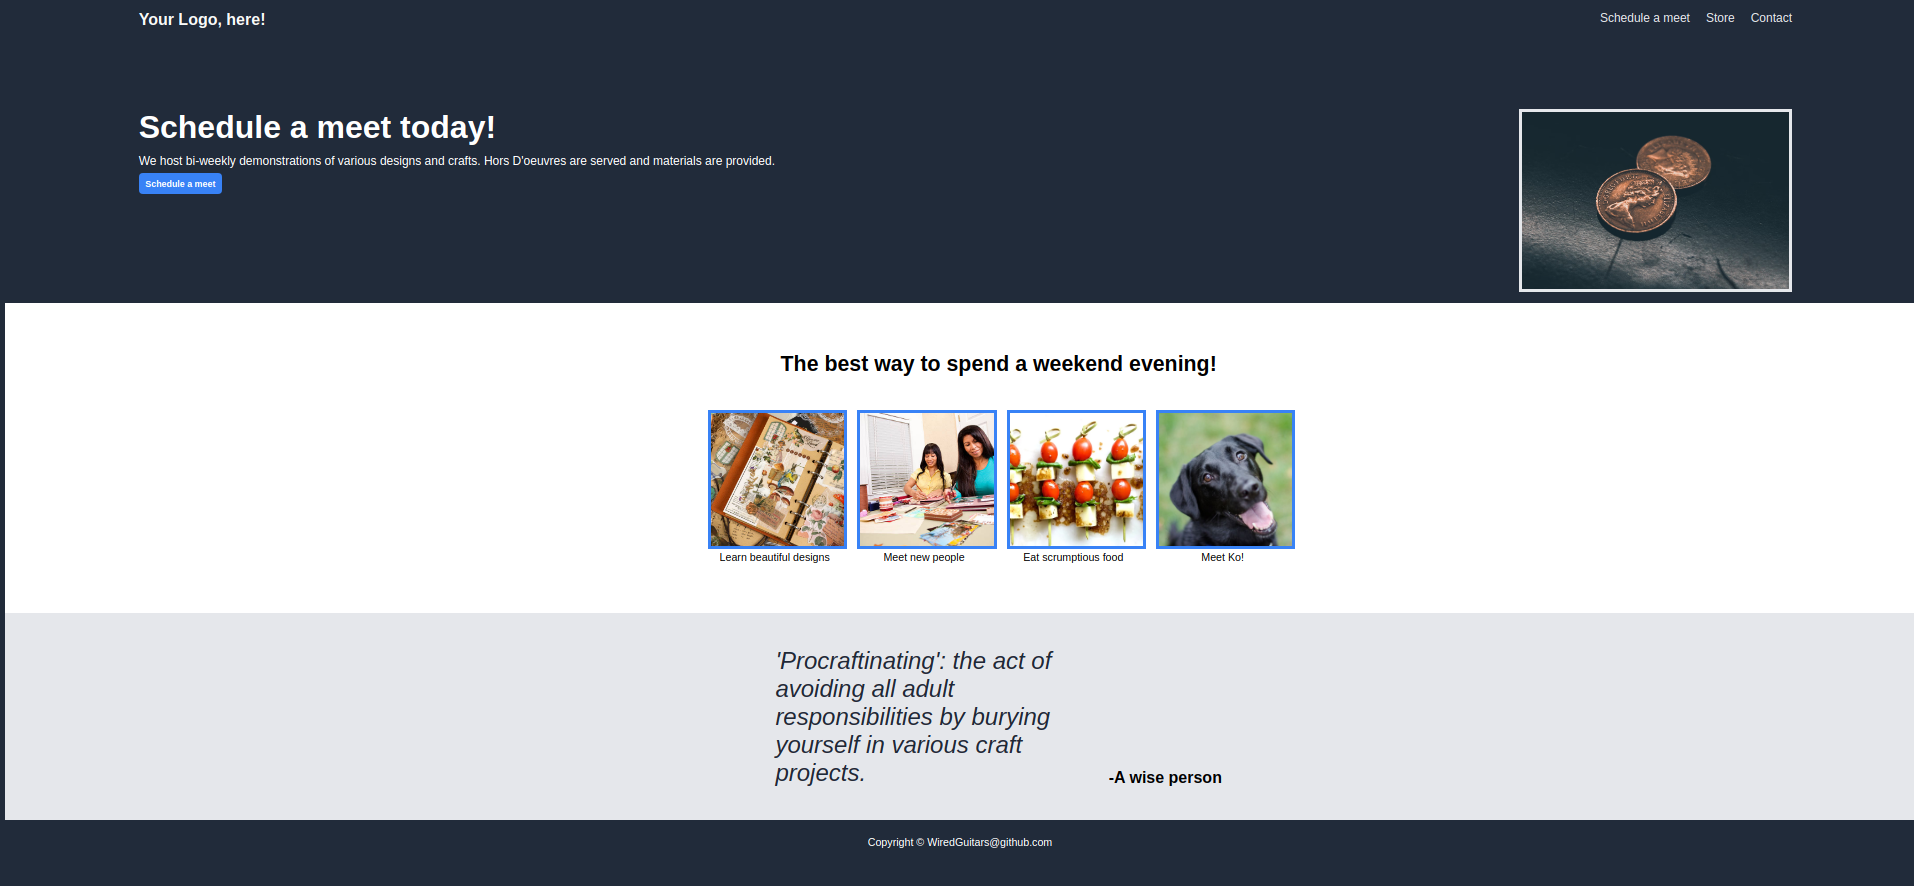 Your Logo, here!
Schedule a meet Store Contact
Schedule a meet today!
We host bi-weekly demonstrations of various designs and crafts. Hors D'oeuvres are served and materials are provided.
Schedule a meet
The best way to spend a weekend evening!
Learn beautiful designs
Meet new people
Eat scrumptious food
Meet Ko!
'Procraftinating': the act of
avoiding all adult
responsibilities by burying
yourself in various craft
projects.
-A wise person
Copyright © WiredGuitars@github.com